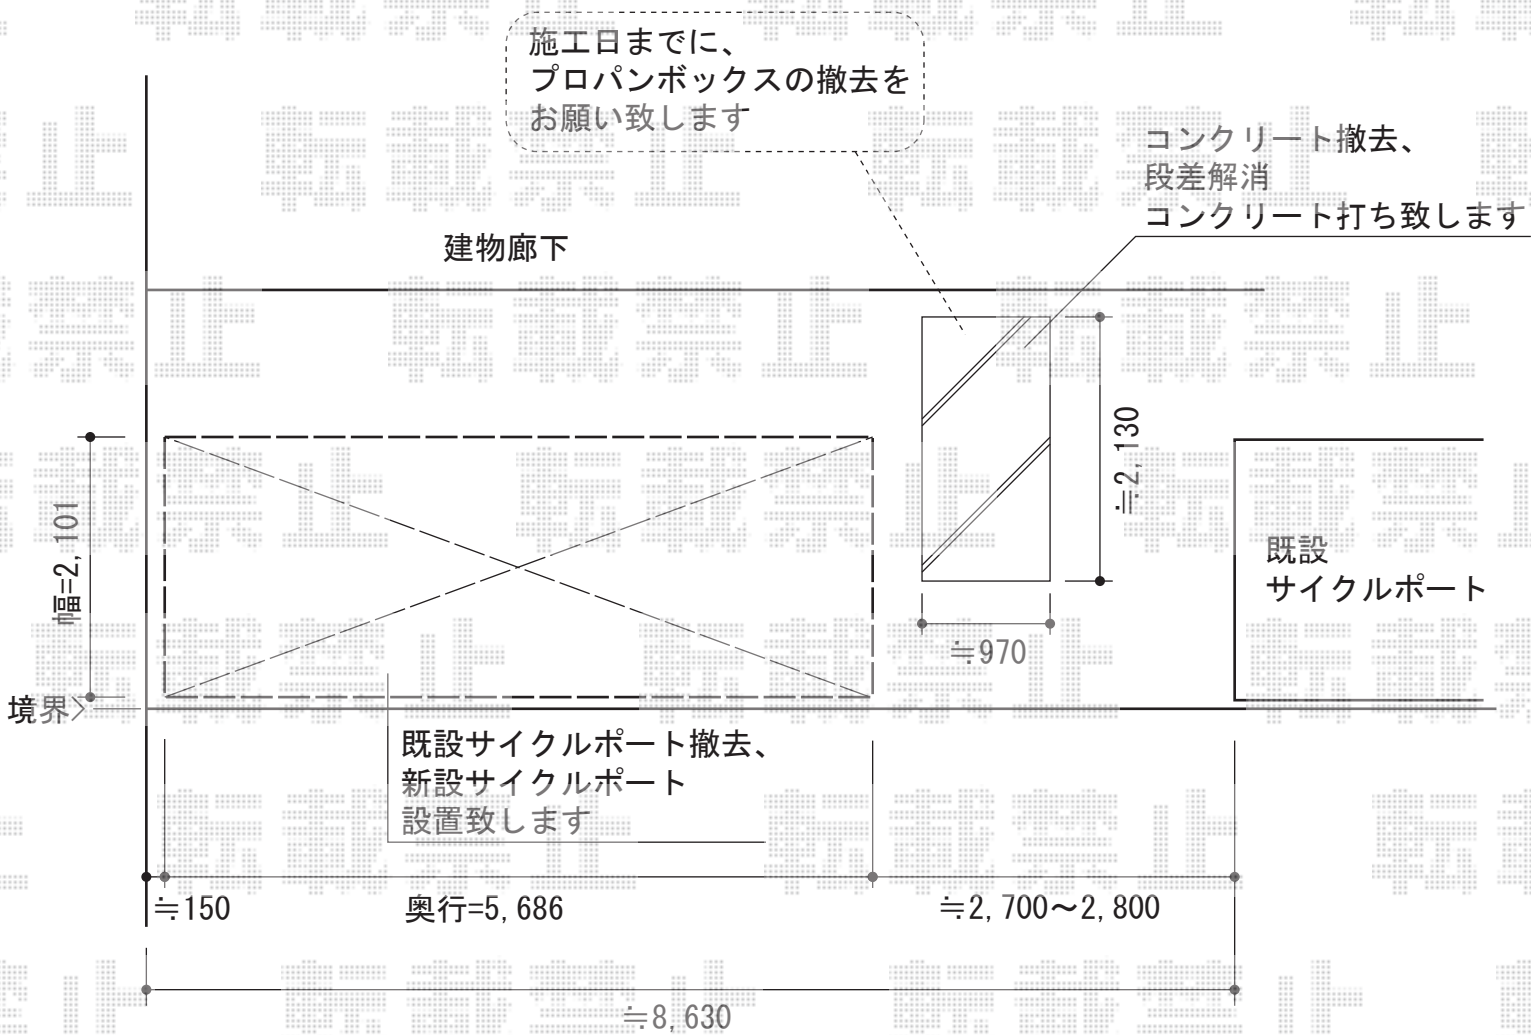 施工日までに、
プロパンボックスの撤去を
お願い致します
コンクリート撤去、
段差解消
コンクリート打ち致します
建物廊下
≒2,130
幅=2,101
既設
サイクルポート
≒970
境界
既設サイクルポート撤去、
新設サイクルポート
設置致します
≒150
奥行=5,686
≒2,700～2,800
≒8,630
転載禁止